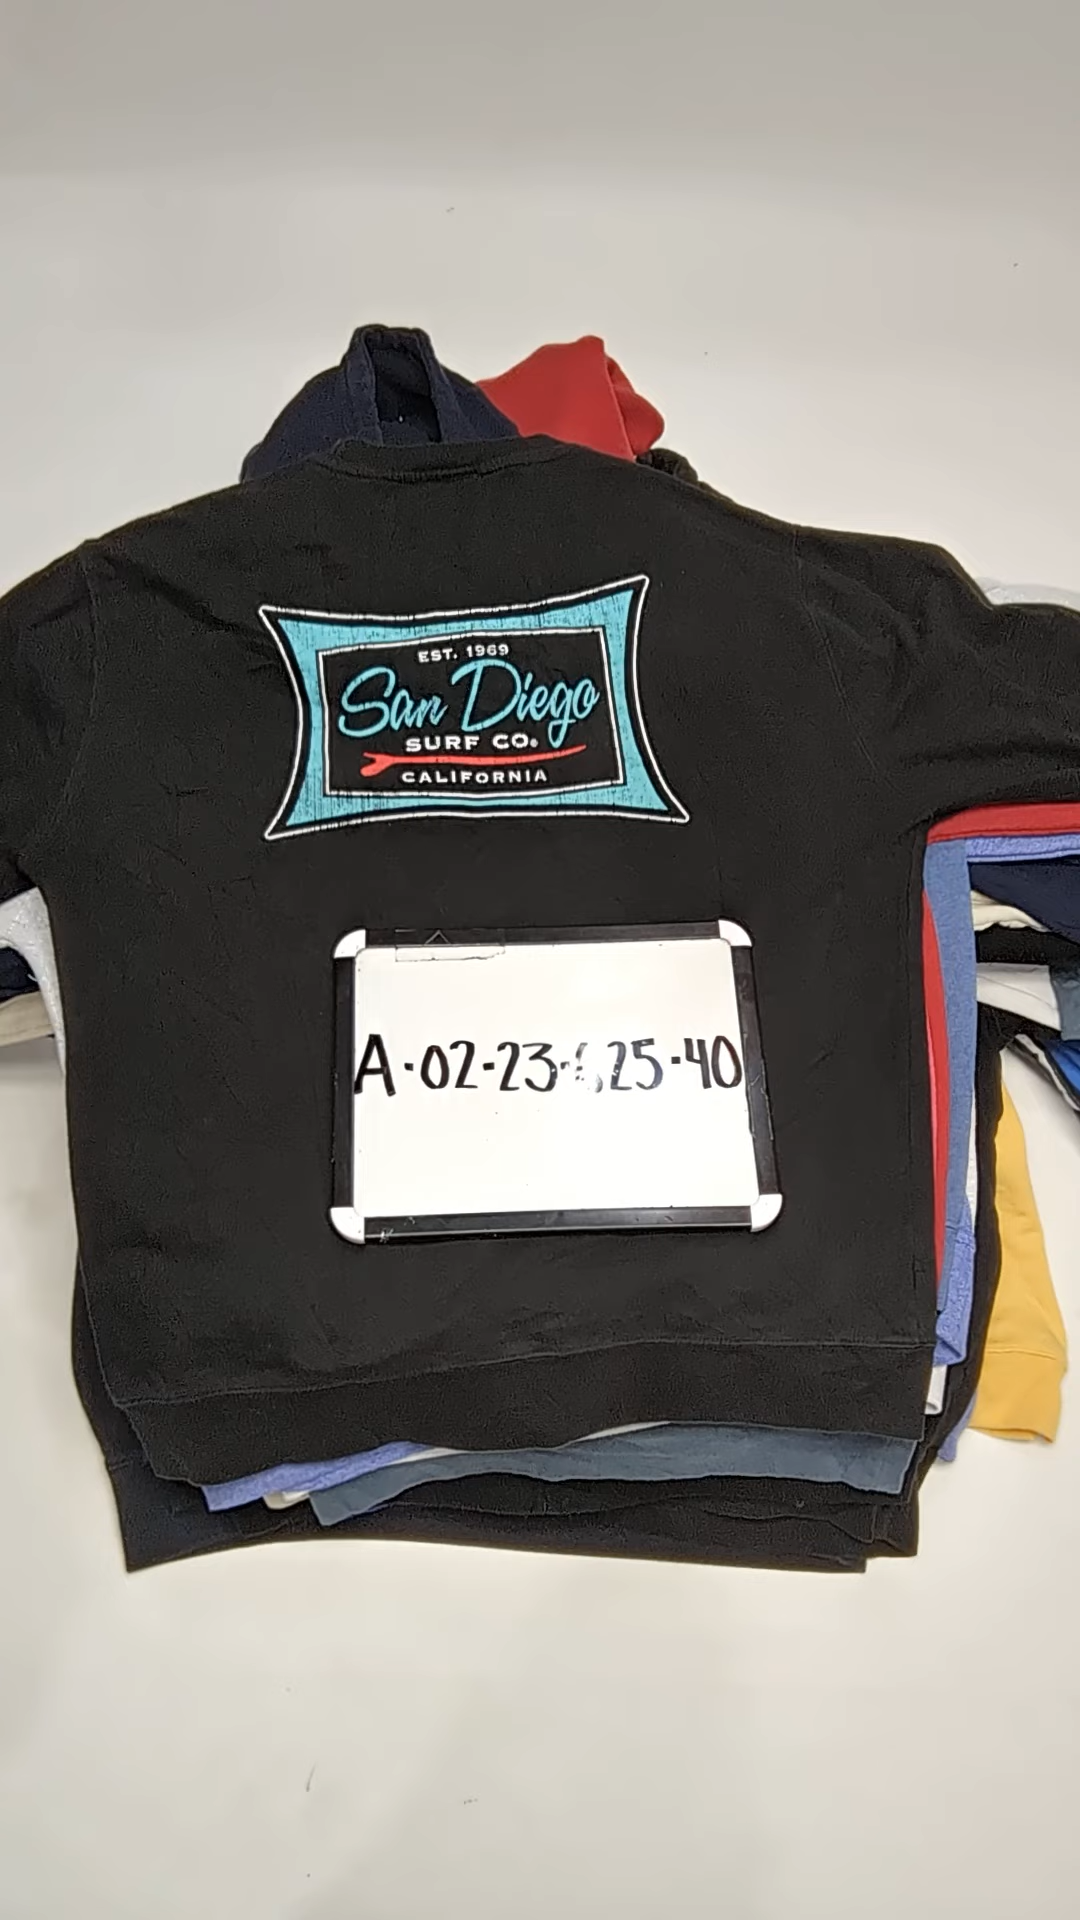 EST. 1969
San Diego
SURF CO.
CALIFORNIA
A·02-23-
25·40